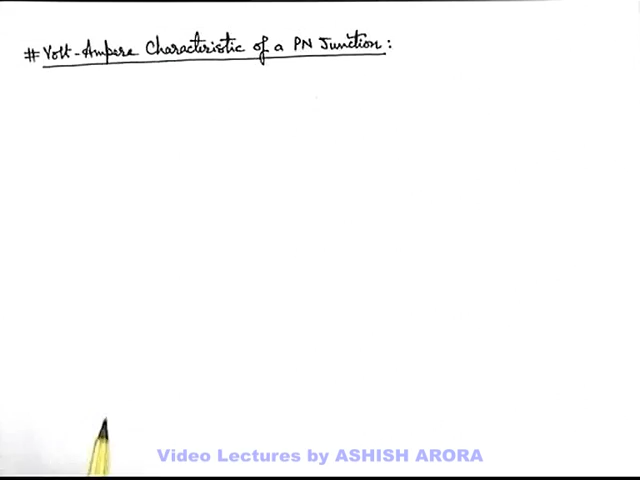 # Volt-Ampere Characteristic of a PN Junction :
Video Lectures by ASHISH ARORA